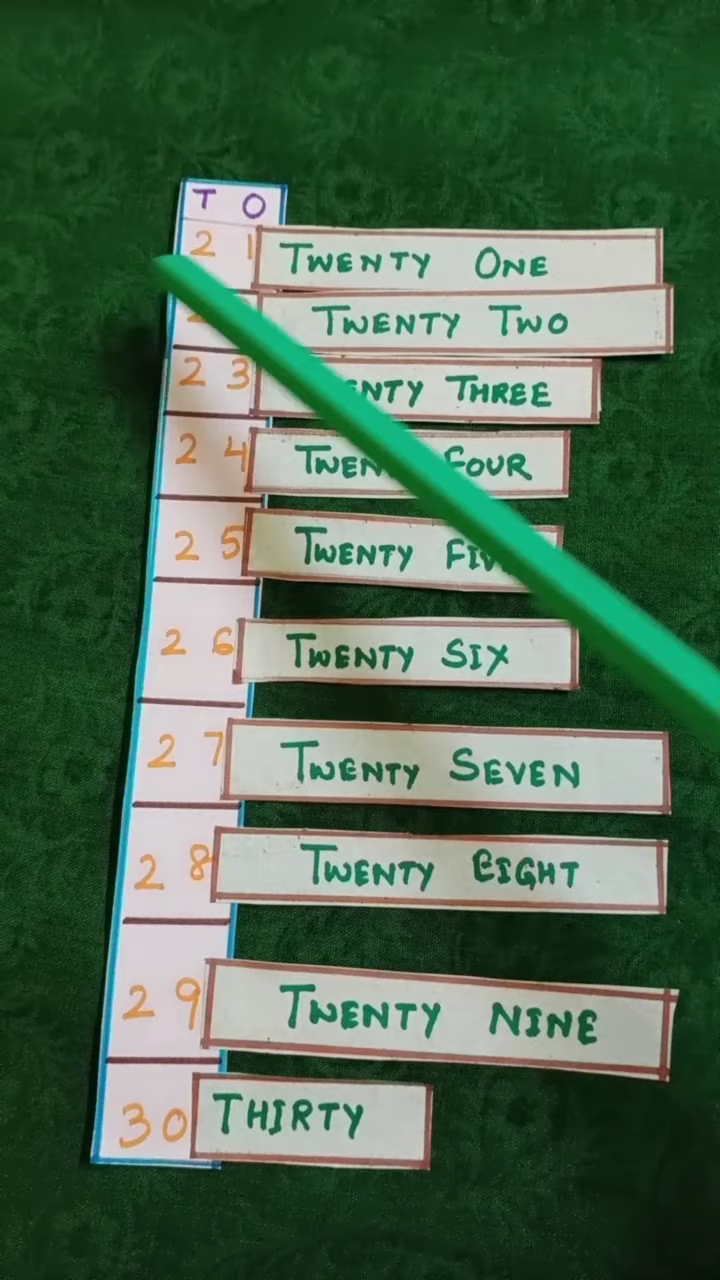 T O
2 1 TWENTY ONE
2 TWENTY TWO
2 3 THREE
2 4 FOUR
2 5 TWENTY
2 6 TWENTY SIX
2 7 TWENTY SEVEN
2 8 TWENTY EIGHT
2 9 TWENTY NINE
30 THIRTY